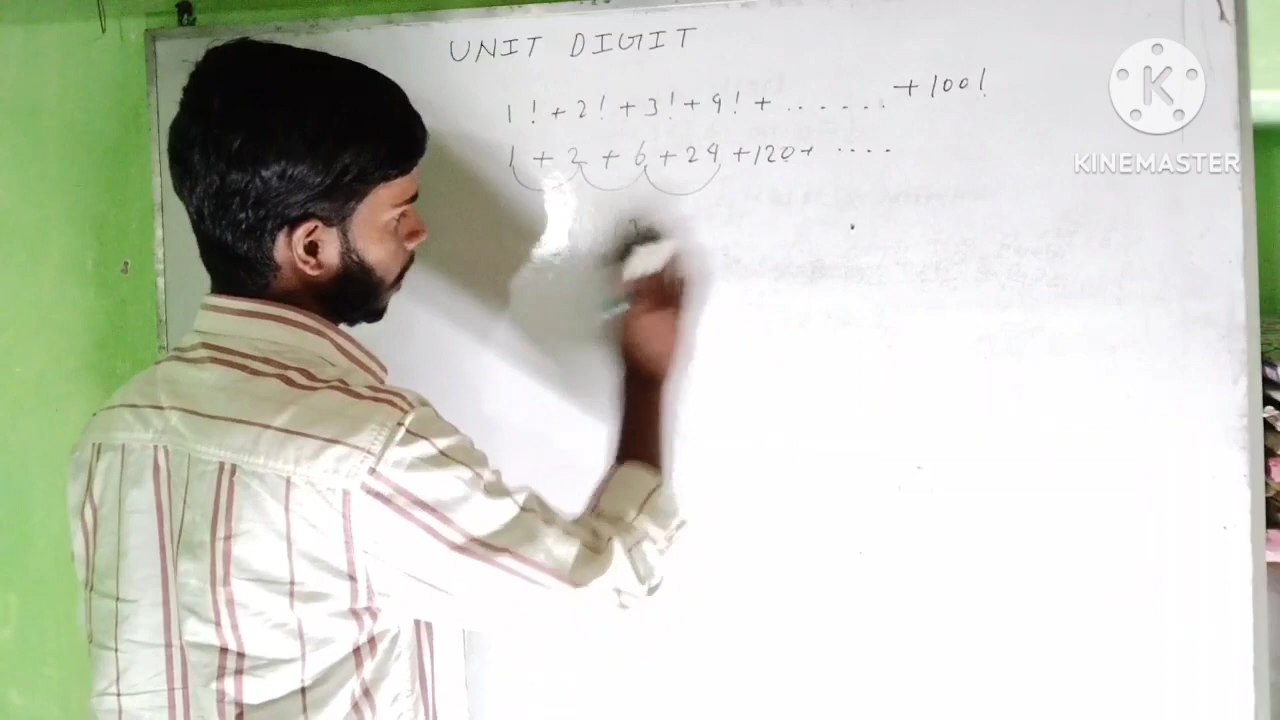 UNIT DIGIT
1! + 2! + 3! + 4! + ....... + 100!
1 + 2 + 6 + 24 + 120 + ....
K
KINEMASTER